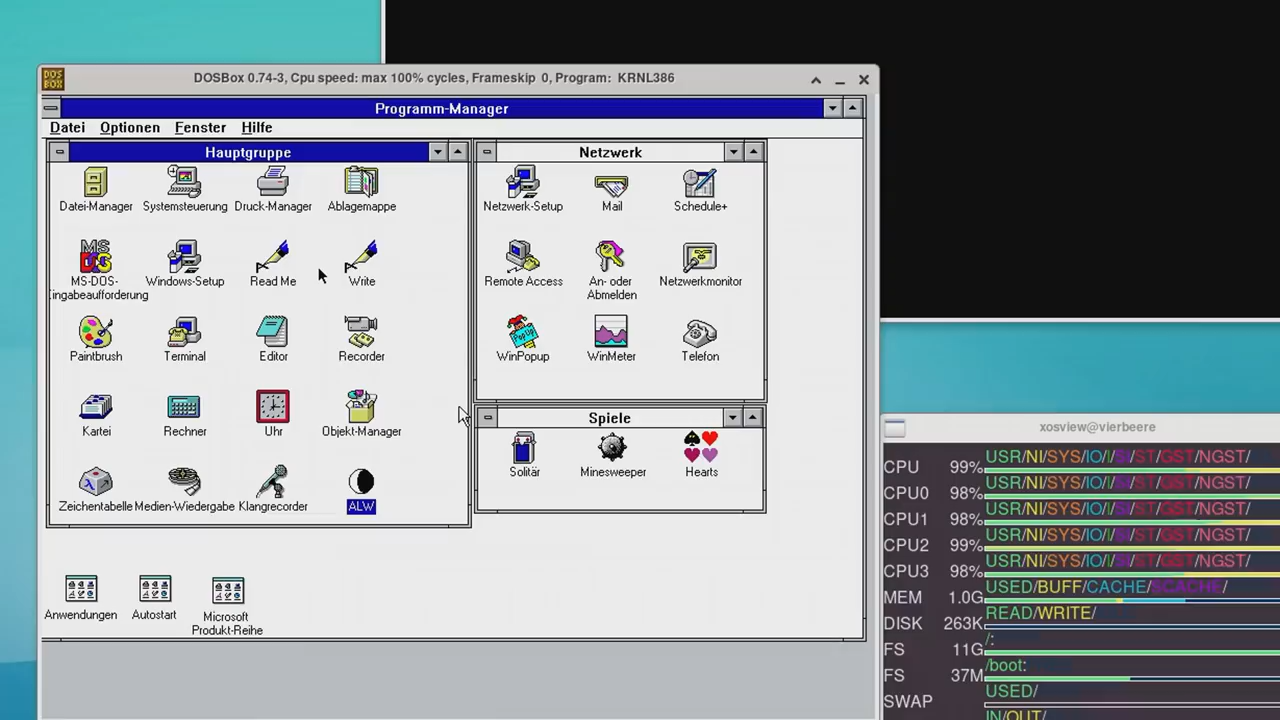 DOSBox 0.74-3, Cpu speed: max 100% cycles, Frameskip 0, Program: KRNL386
Programm-Manager
Datei Optionen Fenster Hilfe
Hauptgruppe
Datei-Manager Systemsteuerung Druck-Manager Ablagemappe
MS-DOS-
ingabeaufforderung
Windows-Setup Read Me Write
Paintbrush Terminal Editor Recorder
Kartei Rechner Uhr Objekt-Manager
Zeichentabelle Medien-Wiedergabe Klangrecorder ALW
Netzwerk
Netzwerk-Setup Mail Schedule+
Remote Access
An- oder
Abmelden
Netzwerkmonitor
WinPopup WinMeter Telefon
Spiele
Solitär Minesweeper Hearts
Anwendungen Autostart
Microsoft
Produkt-Reihe
xosview@vierbeere
CPU 99% USR/NI/SYS/IO/I/SI/ST/GST/NGST/
CPU0 98% USR/NI/SYS/IO/I/SI/ST/GST/NGST/
CPU1 98% USR/NI/SYS/IO/I/SI/ST/GST/NGST/
CPU2 99% USR/NI/SYS/IO/I/SI/ST/GST/NGST/
CPU3 98% USR/NI/SYS/IO/I/SI/ST/GST/NGST/
MEM 1.0G USED/BUFF/CACHE/SCACHE/
DISK 263K READ/WRITE/
FS 11G /:
FS 37M /boot:
SWAP USED/
IN/OUT/